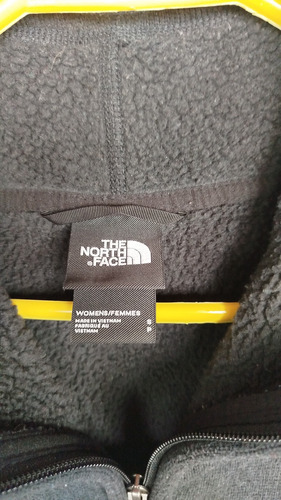 THE
NORTH
FACE
WOMENS/FEMMES
MADE IN VIETNAM
FABRIQUÉ AU
VIETNAM
S
P